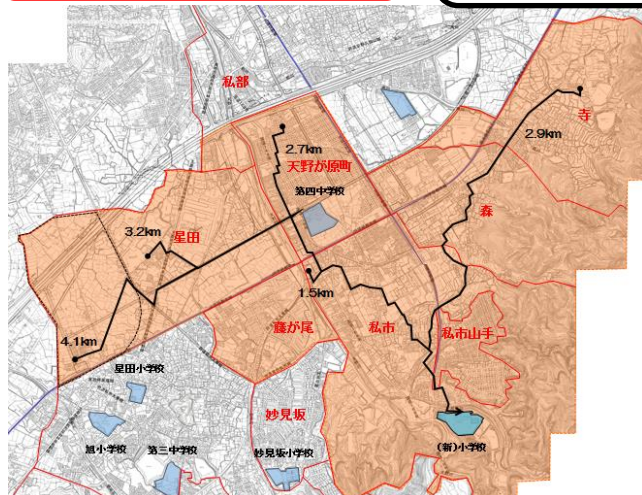 私部
寺
2.7km
2.9km
天野が原町
第四中学校
森
星田
3.2km
1.5km
藤が尾
私市
私市山手
4.1km
星田小学校
妙見坂
旭小学校
第三中学校
妙見坂小学校
(新)小学校